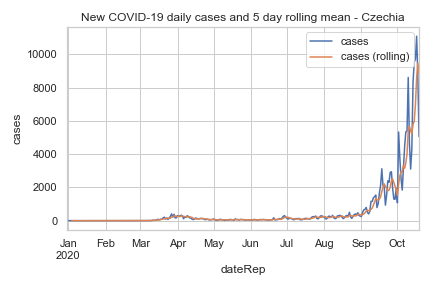 New COVID-19 daily cases and 5 day rolling mean - Czechia
cases
cases (rolling)
10000
8000
6000
4000
2000
0
cases
Jan Feb Mar Apr May Jun Jul Aug Sep Oct
2020
dateRep